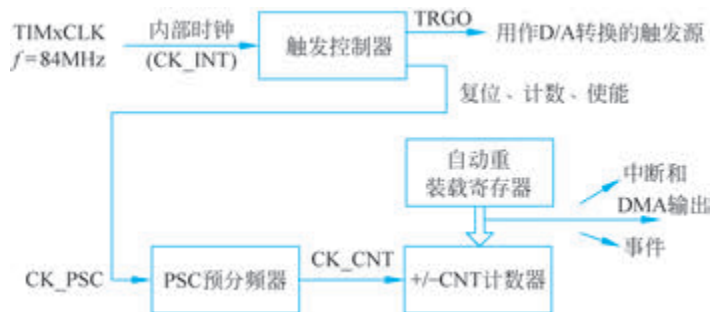 TIMxCLK
f=84MHz
内部时钟
(CK_INT)
触发控制器
TRGO
用作D/A转换的触发源
复位、计数、使能
自动重
装载寄存器
中断和
DMA输出
事件
CK_PSC
PSC预分频器
CK_CNT
+/-CNT计数器